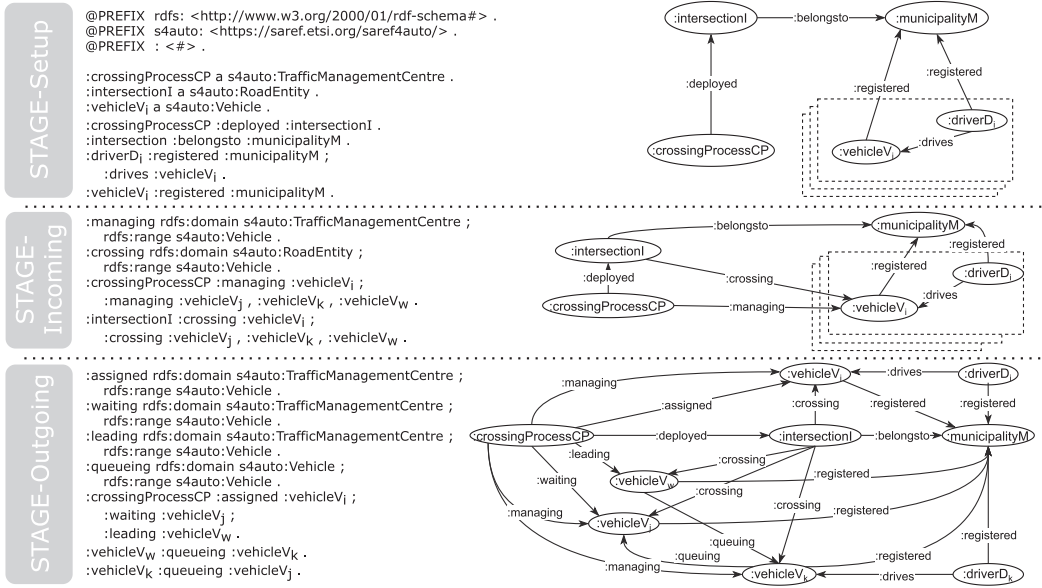 STAGE-Setup
@PREFIX rdfs: <http://www.w3.org/2000/01/rdf-schema#> .
@PREFIX s4auto: <https://saref.etsi.org/saref4auto/> .
@PREFIX : <#> .
:crossingProcessCP a s4auto:TrafficManagementCentre .
:intersectionI a s4auto:RoadEntity .
:vehicleVi a s4auto:Vehicle .
:crossingProcessCP :deployed :intersectionI .
:intersection :belongsto :municipalityM .
:driverDi :registered :municipalityM ;
:drives :vehicleVi .
:vehicleVi :registered :municipalityM .
:intersectionI
:belongsto
:municipalityM
:deployed
:registered
:registered
:driverDi
:drives
:crossingProcessCP
:vehicleVi
STAGE-
Incoming
:managing rdfs:domain s4auto:TrafficManagementCentre ;
rdfs:range s4auto:Vehicle .
:crossing rdfs:domain s4auto:RoadEntity ;
rdfs:range s4auto:Vehicle .
:crossingProcessCP :managing :vehicleVi ;
:managing :vehicleVj , :vehicleVk , :vehicleVw .
:intersectionI :crossing :vehicleVi ;
:crossing :vehicleVj , :vehicleVk , :vehicleVw .
:belongsto
:municipalityM
:intersectionI
:registered
:registered
:deployed
:crossing
:driverDi
:drives
:crossingProcessCP
:managing
:vehicleVi
STAGE-Outgoing
:assigned rdfs:domain s4auto:TrafficManagementCentre ;
rdfs:range s4auto:Vehicle .
:waiting rdfs:domain s4auto:TrafficManagementCentre ;
rdfs:range s4auto:Vehicle .
:leading rdfs:domain s4auto:TrafficManagementCentre ;
rdfs:range s4auto:Vehicle .
:queueing rdfs:domain s4auto:Vehicle ;
rdfs:range s4auto:Vehicle .
:crossingProcessCP :assigned :vehicleVi ;
:waiting :vehicleVj ;
:leading :vehicleVw .
:vehicleVw :queueing :vehicleVk .
:vehicleVk :queueing :vehicleVj .
:managing
:vehicleVi
:drives
:driverDi
:assigned
:crossing
:registered
:registered
:crossingProcessCP
:deployed
:intersectionI
:belongsto
:municipalityM
:leading
:crossing
:waiting
:vehicleVw
:registered
:crossing
:managing
:vehicleVj
:crossing
:registered
:queuing
:queuing
:registered
:registered
:managing
:vehicleVk
:drives
:driverDk